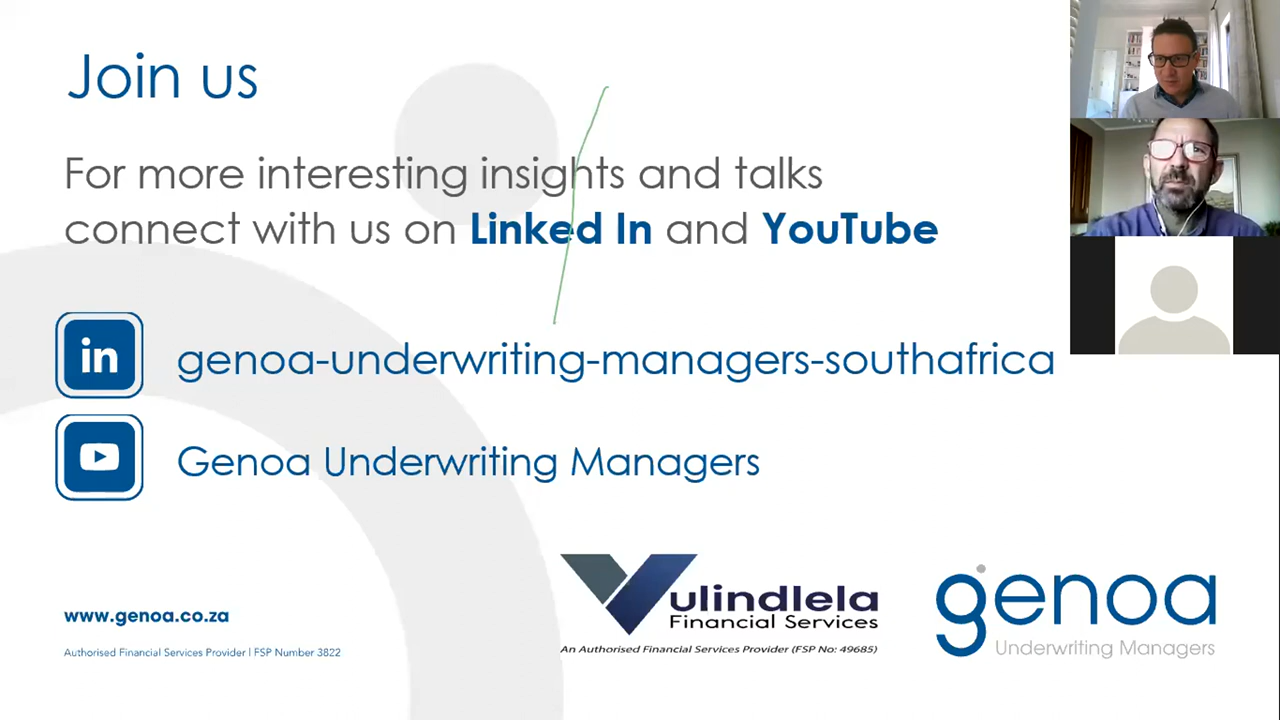 Join us
For more interesting insights and talks
connect with us on Linked In and YouTube
in genoa-underwriting-managers-southafrica
Genoa Underwriting Managers
www.genoa.co.za
Authorised Financial Services Provider | FSP Number 3822
Vulindlela
Financial Services
An Authorised Financial Services Provider (FSP No: 49685)
genoa
Underwriting Managers